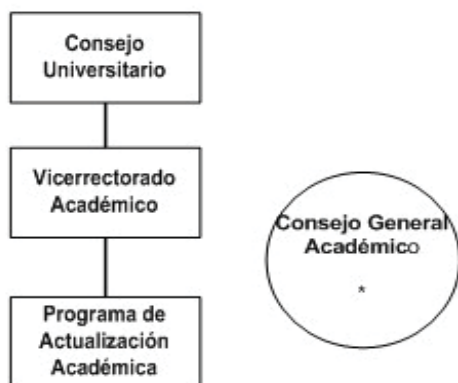 Consejo
Universitario
Vicerrectorado
Académico
Consejo General
Académico
*
Programa de
Actualización
Académica